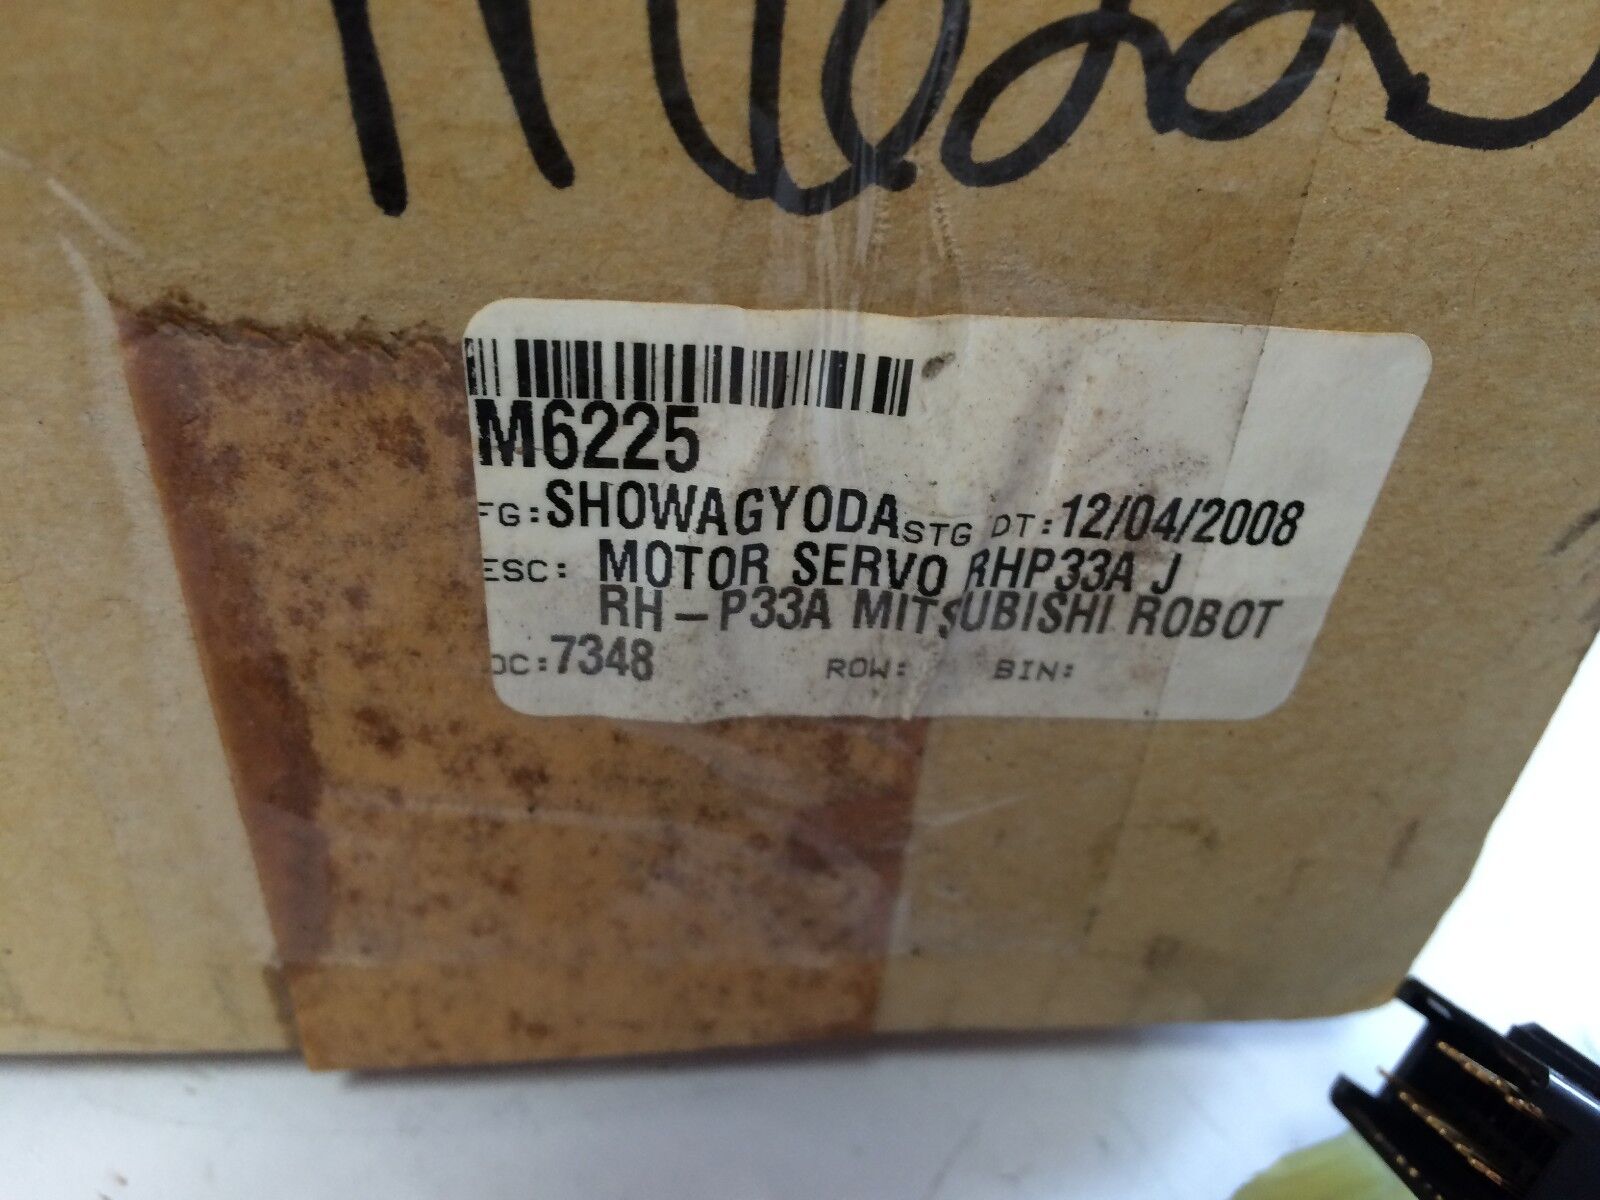 M6225
M6225
FG: SHOWAGYODA STG DT: 12/04/2008
ESC: MOTOR SERVO RHP33A J
RH-P33A MITSUBISHI ROBOT
OC: 7348 ROW: BIN: